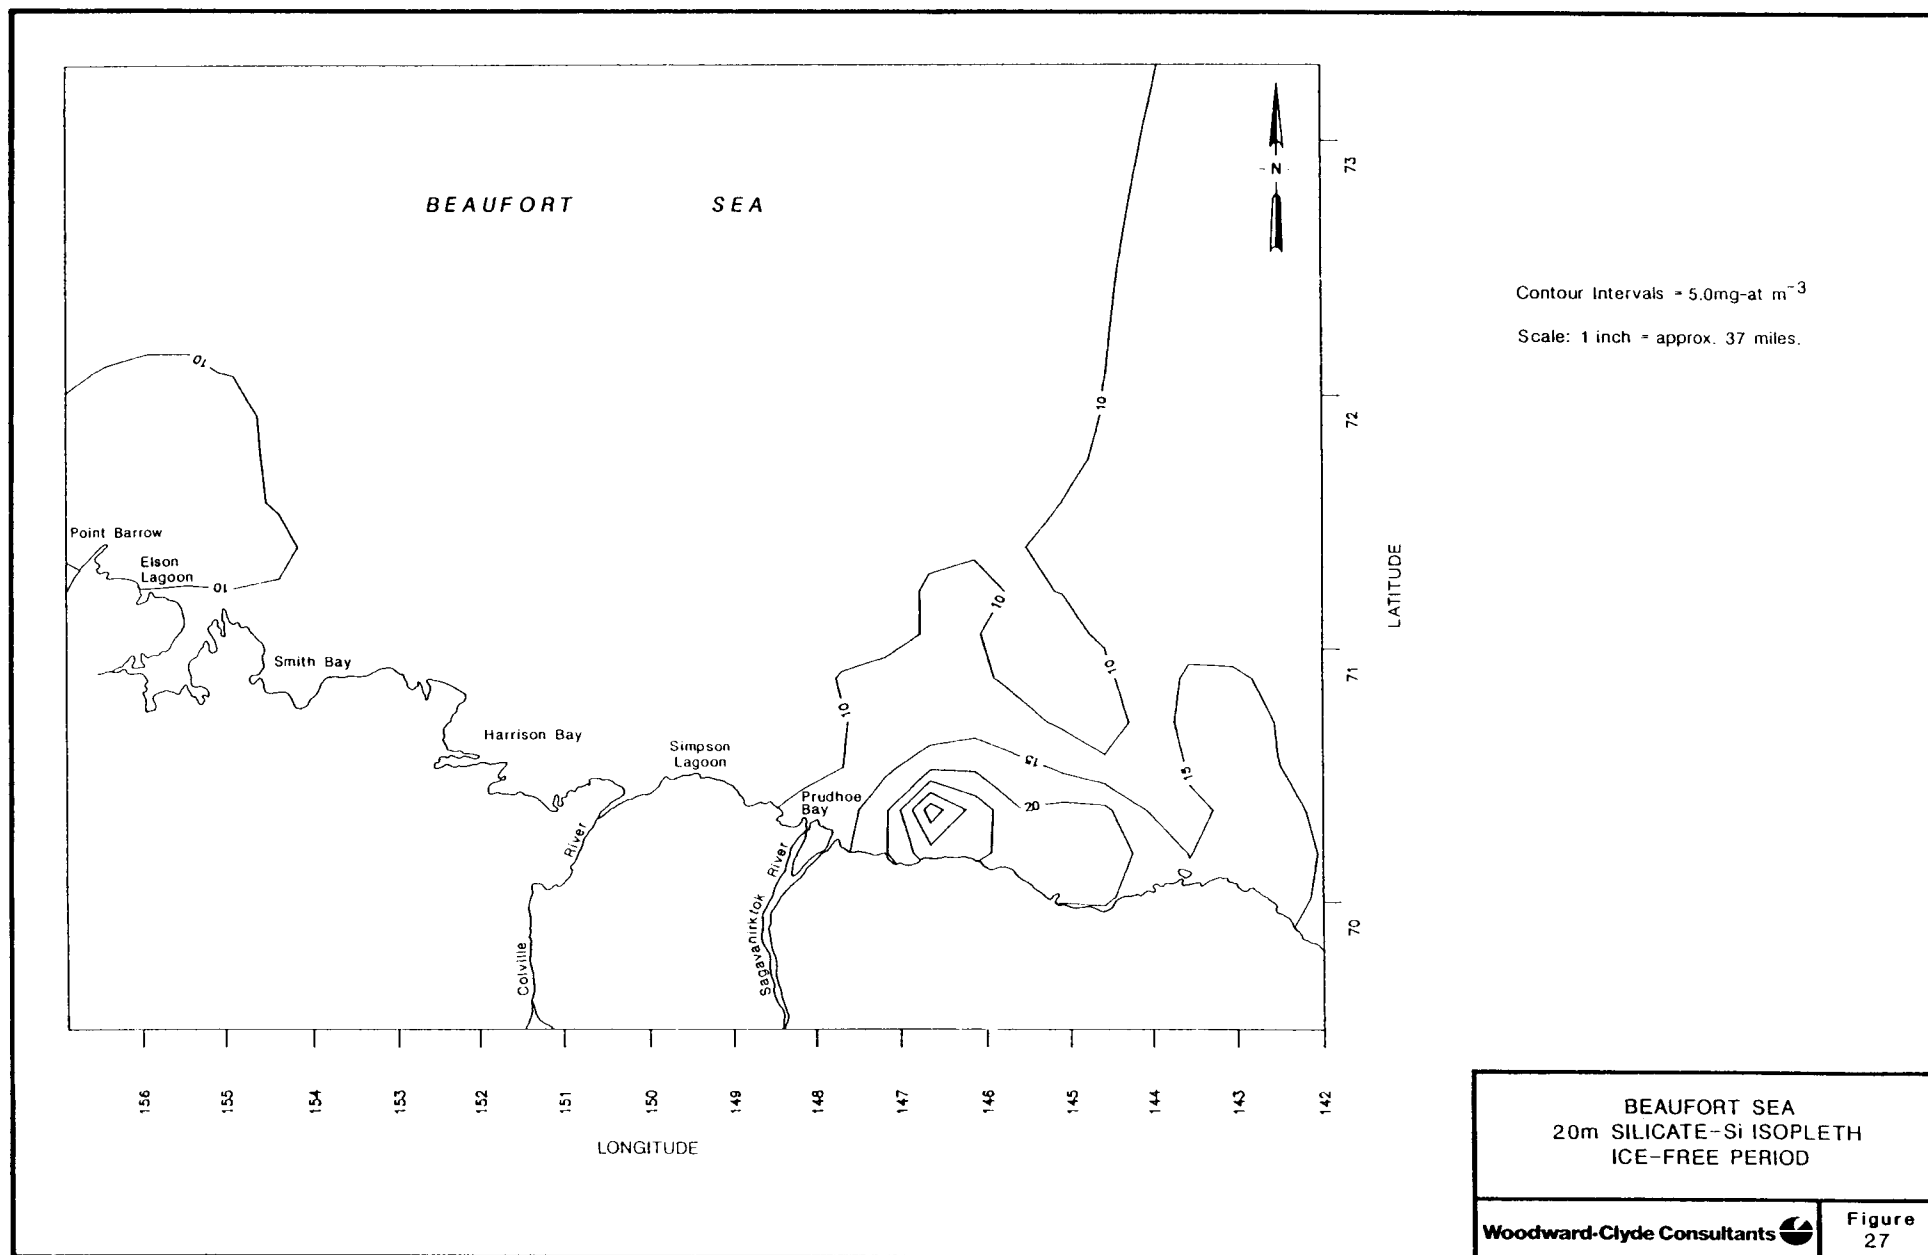 BEAUFORT SEA
N
73
72
71
70
LATITUDE
Contour Intervals = 5.0mg-at m⁻³
Scale: 1 inch = approx. 37 miles.
10
10
10
10
10
10
15
15
20
Point Barrow
Elson
Lagoon
Smith Bay
Harrison Bay
Simpson
Lagoon
Prudhoe
Bay
Colville River
Sagavanirktok River
156
155
154
153
152
151
150
149
148
147
146
145
144
143
142
LONGITUDE
BEAUFORT SEA
20m SILICATE-Si ISOPLETH
ICE-FREE PERIOD
Woodward-Clyde Consultants
Figure
27